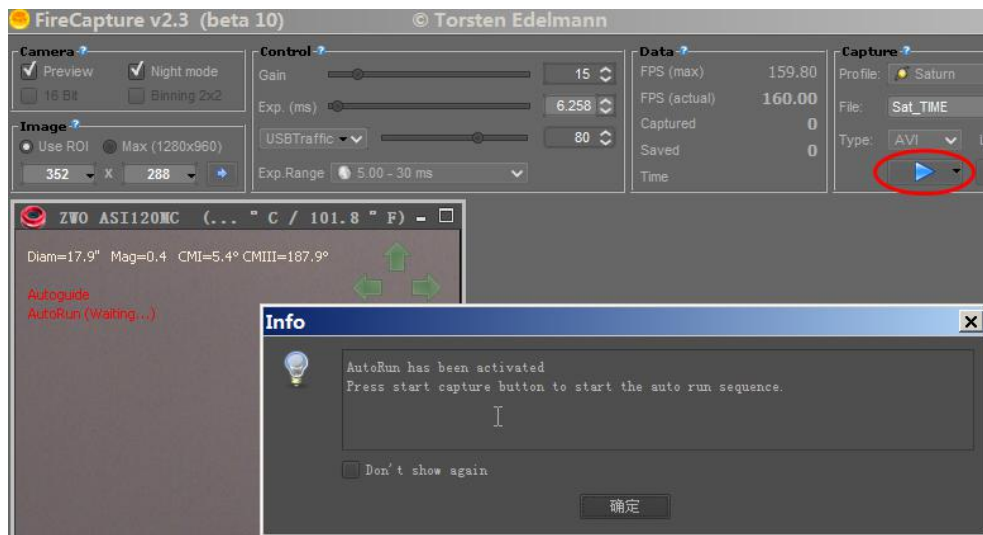 FireCapture v2.3 (beta 10) © Torsten Edelmann
Camera ?
Preview Night mode
16 Bit Binning 2x2
Image ?
Use ROI Max (1280x960)
352 X 288
Control ?
Gain 15
Exp. (ms) 6.258
USBTraffic 80
Exp.Range 5.00 - 30 ms
Data ?
FPS (max) 159.80
FPS (actual) 160.00
Captured 0
Saved 0
Time
Capture ?
Profile: Saturn
File: Sat_TIME
Type: AVI
ZWO ASI120MC (... ° C / 101.8 ° F)
Diam=17.9" Mag=0.4 CMI=5.4° CMIII=187.9°
Autoguide
AutoRun (Waiting...)
Info
AutoRun has been activated
Press start capture button to start the auto run sequence.
Don't show again
确定